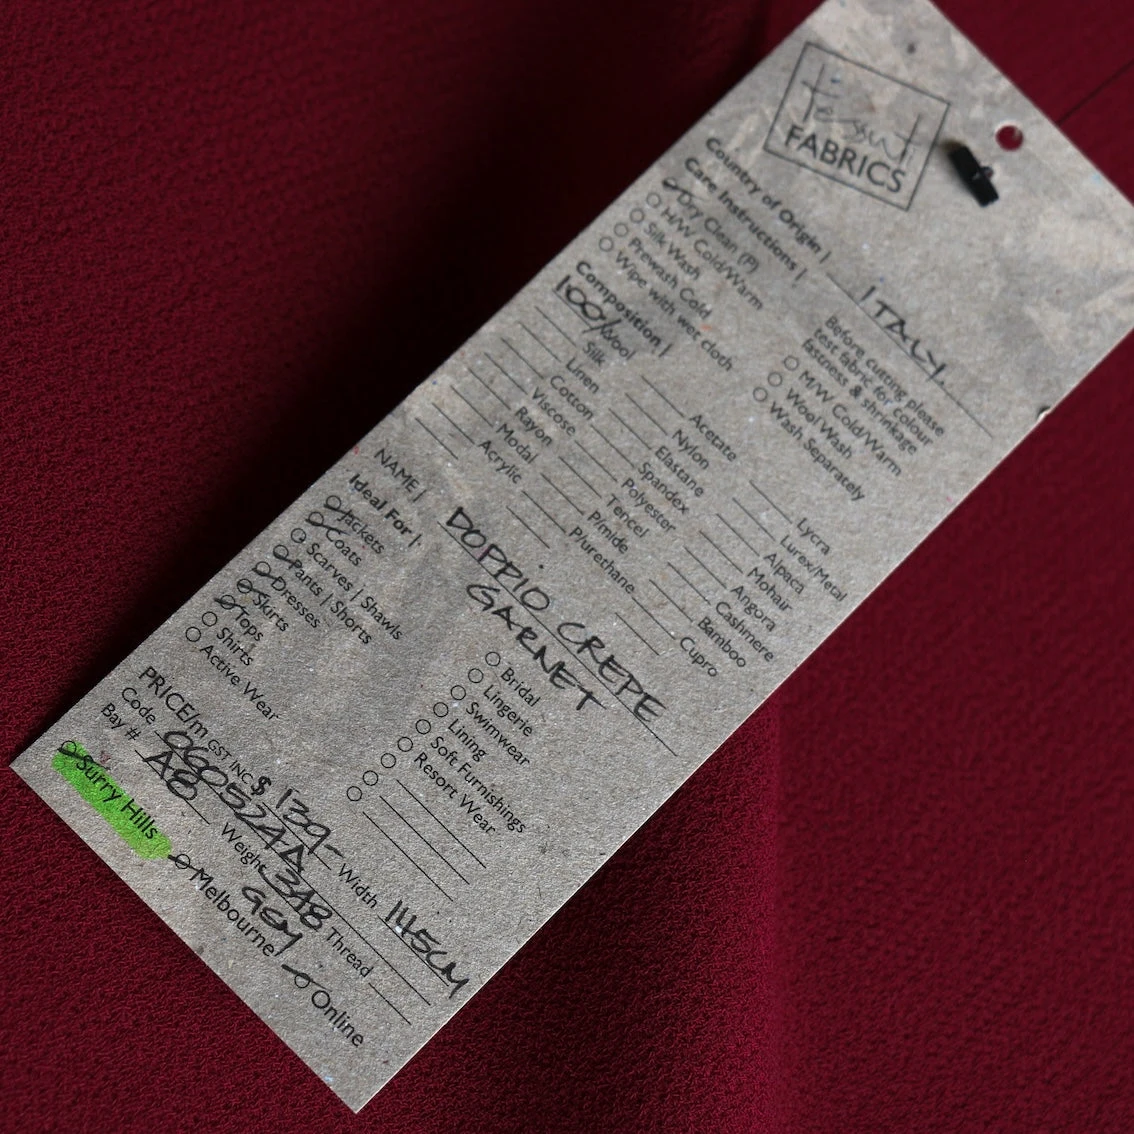 tessuti
FABRICS
Country of Origin | ITALY.
Care Instructions |
Dry Clean (P)
H/W Cold/Warm
Silk Wash
Prewash Cold
Wipe with wet cloth
Before cutting please
test fabric for colour
fastness & shrinkage
M/W Cold/Warm
Wool Wash
Wash Separately
Composition |
100% Wool
Silk
Linen
Cotton
Viscose
Rayon
Modal
Acrylic
Acetate
Nylon
Elastane
Spandex
Polyester
Tencel
P/mide
P/urethane
Lycra
Lurex/Metal
Alpaca
Mohair
Angora
Cashmere
Bamboo
Cupro
NAME | DOPPIO CREPE
GARNET
Ideal For |
Jackets
Coats
Scarves | Shawls
Pants | Shorts
Dresses
Skirts
Tops
Shirts
Active Wear
Bridal
Lingerie
Swimwear
Lining
Soft Furnishings
Resort Wear
PRICE/m GST INC. $ 139- Width 145CM
Code 060524A Weight 348 GSM Thread
Bay # A8
Surry Hills Melbourne Online